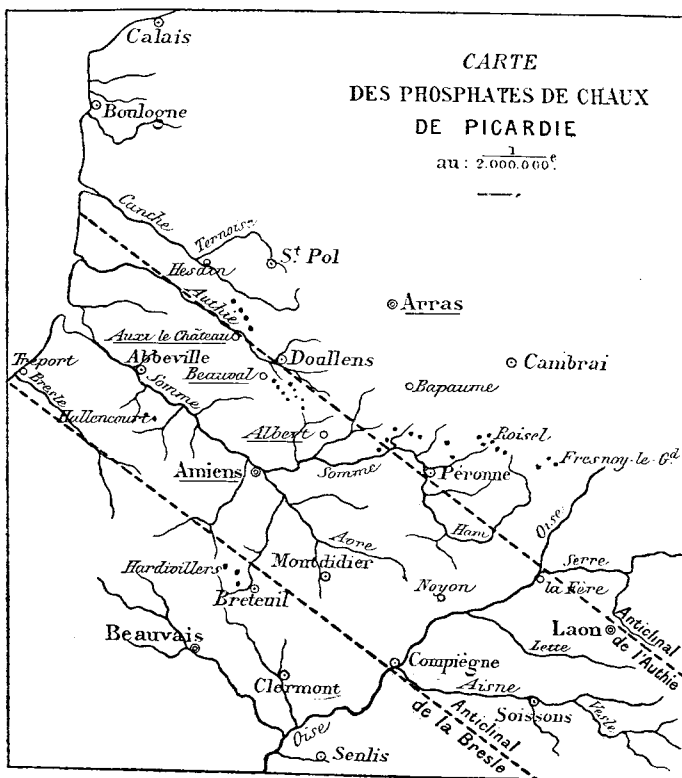 CARTE
DES PHOSPHATES DE CHAUX
DE PICARDIE
au : 1/2.000.000e.
Calais
Boulogne
Canche
Ternoise
St Pol
Hesdin
Authie
Arras
Auxi le Château
Doullens
Abbeville
Cambrai
Tréport
Bresle
Somme
Beauval
Bapaume
Hallencourt
Albert
Roisel
Amiens
Somme
Péronne
Fresnoy-le-Gd
Ham
Oise
Avre
Hardivillers
Montdidier
Serre
Breteuil
Noyon
la Fère
Beauvais
Laon
Lette
Anticlinal
de l'Authie
Compiègne
Clermont
Aisne
Soissons
Vesle
Anticlinal
de la Bresle
Oise
Senlis